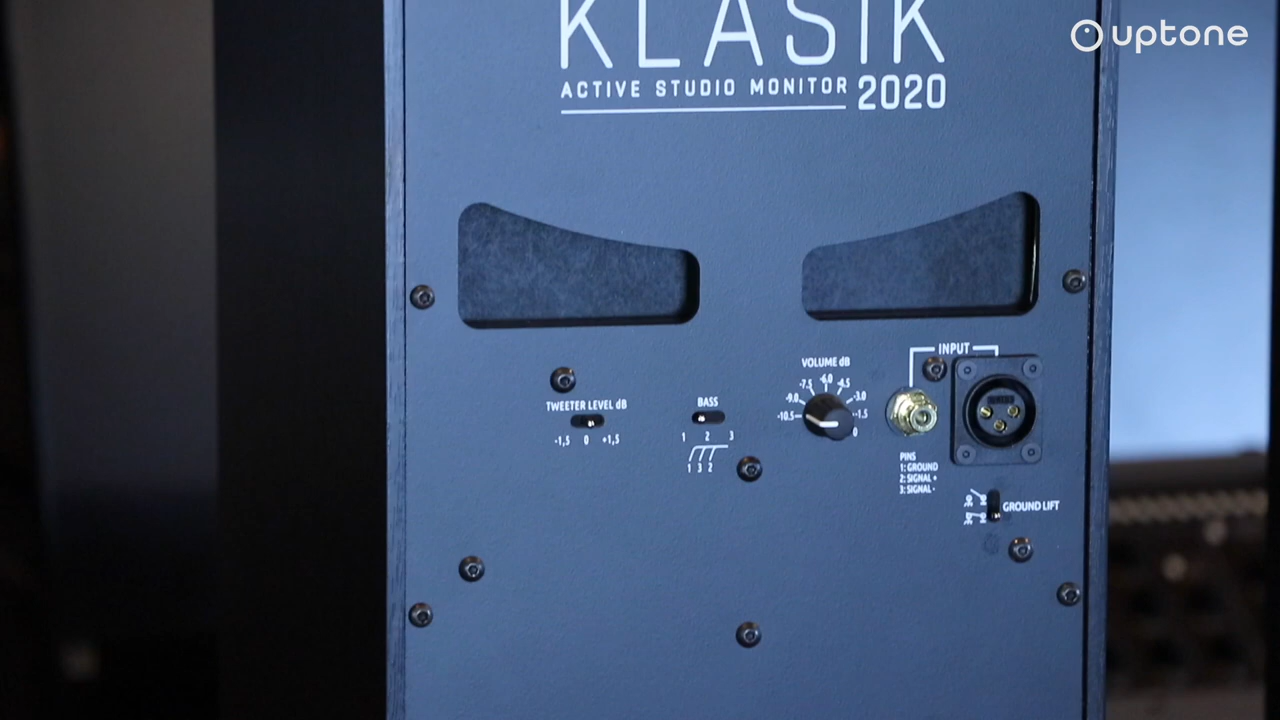 KLASIK
ACTIVE STUDIO MONITOR 2020
uptone
INPUT
VOLUME dB
-10.5 -9.0 -7.5 -6.0 -4.5 -3.0 -1.5 0
TWEETER LEVEL dB
-1,5 0 +1,5
BASS
1 2 3
1 3 2
PINS
1: GROUND
2: SIGNAL +
3: SIGNAL -
GROUND LIFT